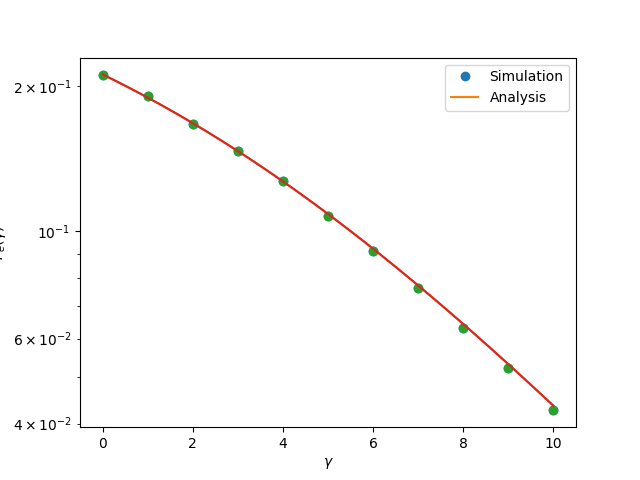 Simulation
Analysis
2 × 10⁻¹
10⁻¹
6 × 10⁻²
4 × 10⁻²
0 2 4 6 8 10
γ